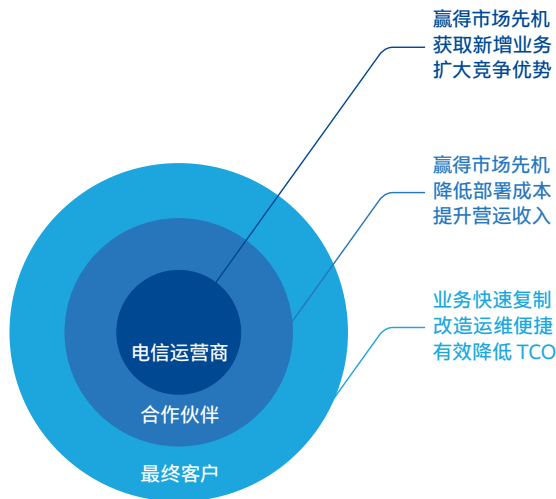 赢得市场先机
获取新增业务
扩大竞争优势
赢得市场先机
降低部署成本
提升营运收入
业务快速复制
改造运维便捷
有效降低 TCO
电信运营商
合作伙伴
最终客户